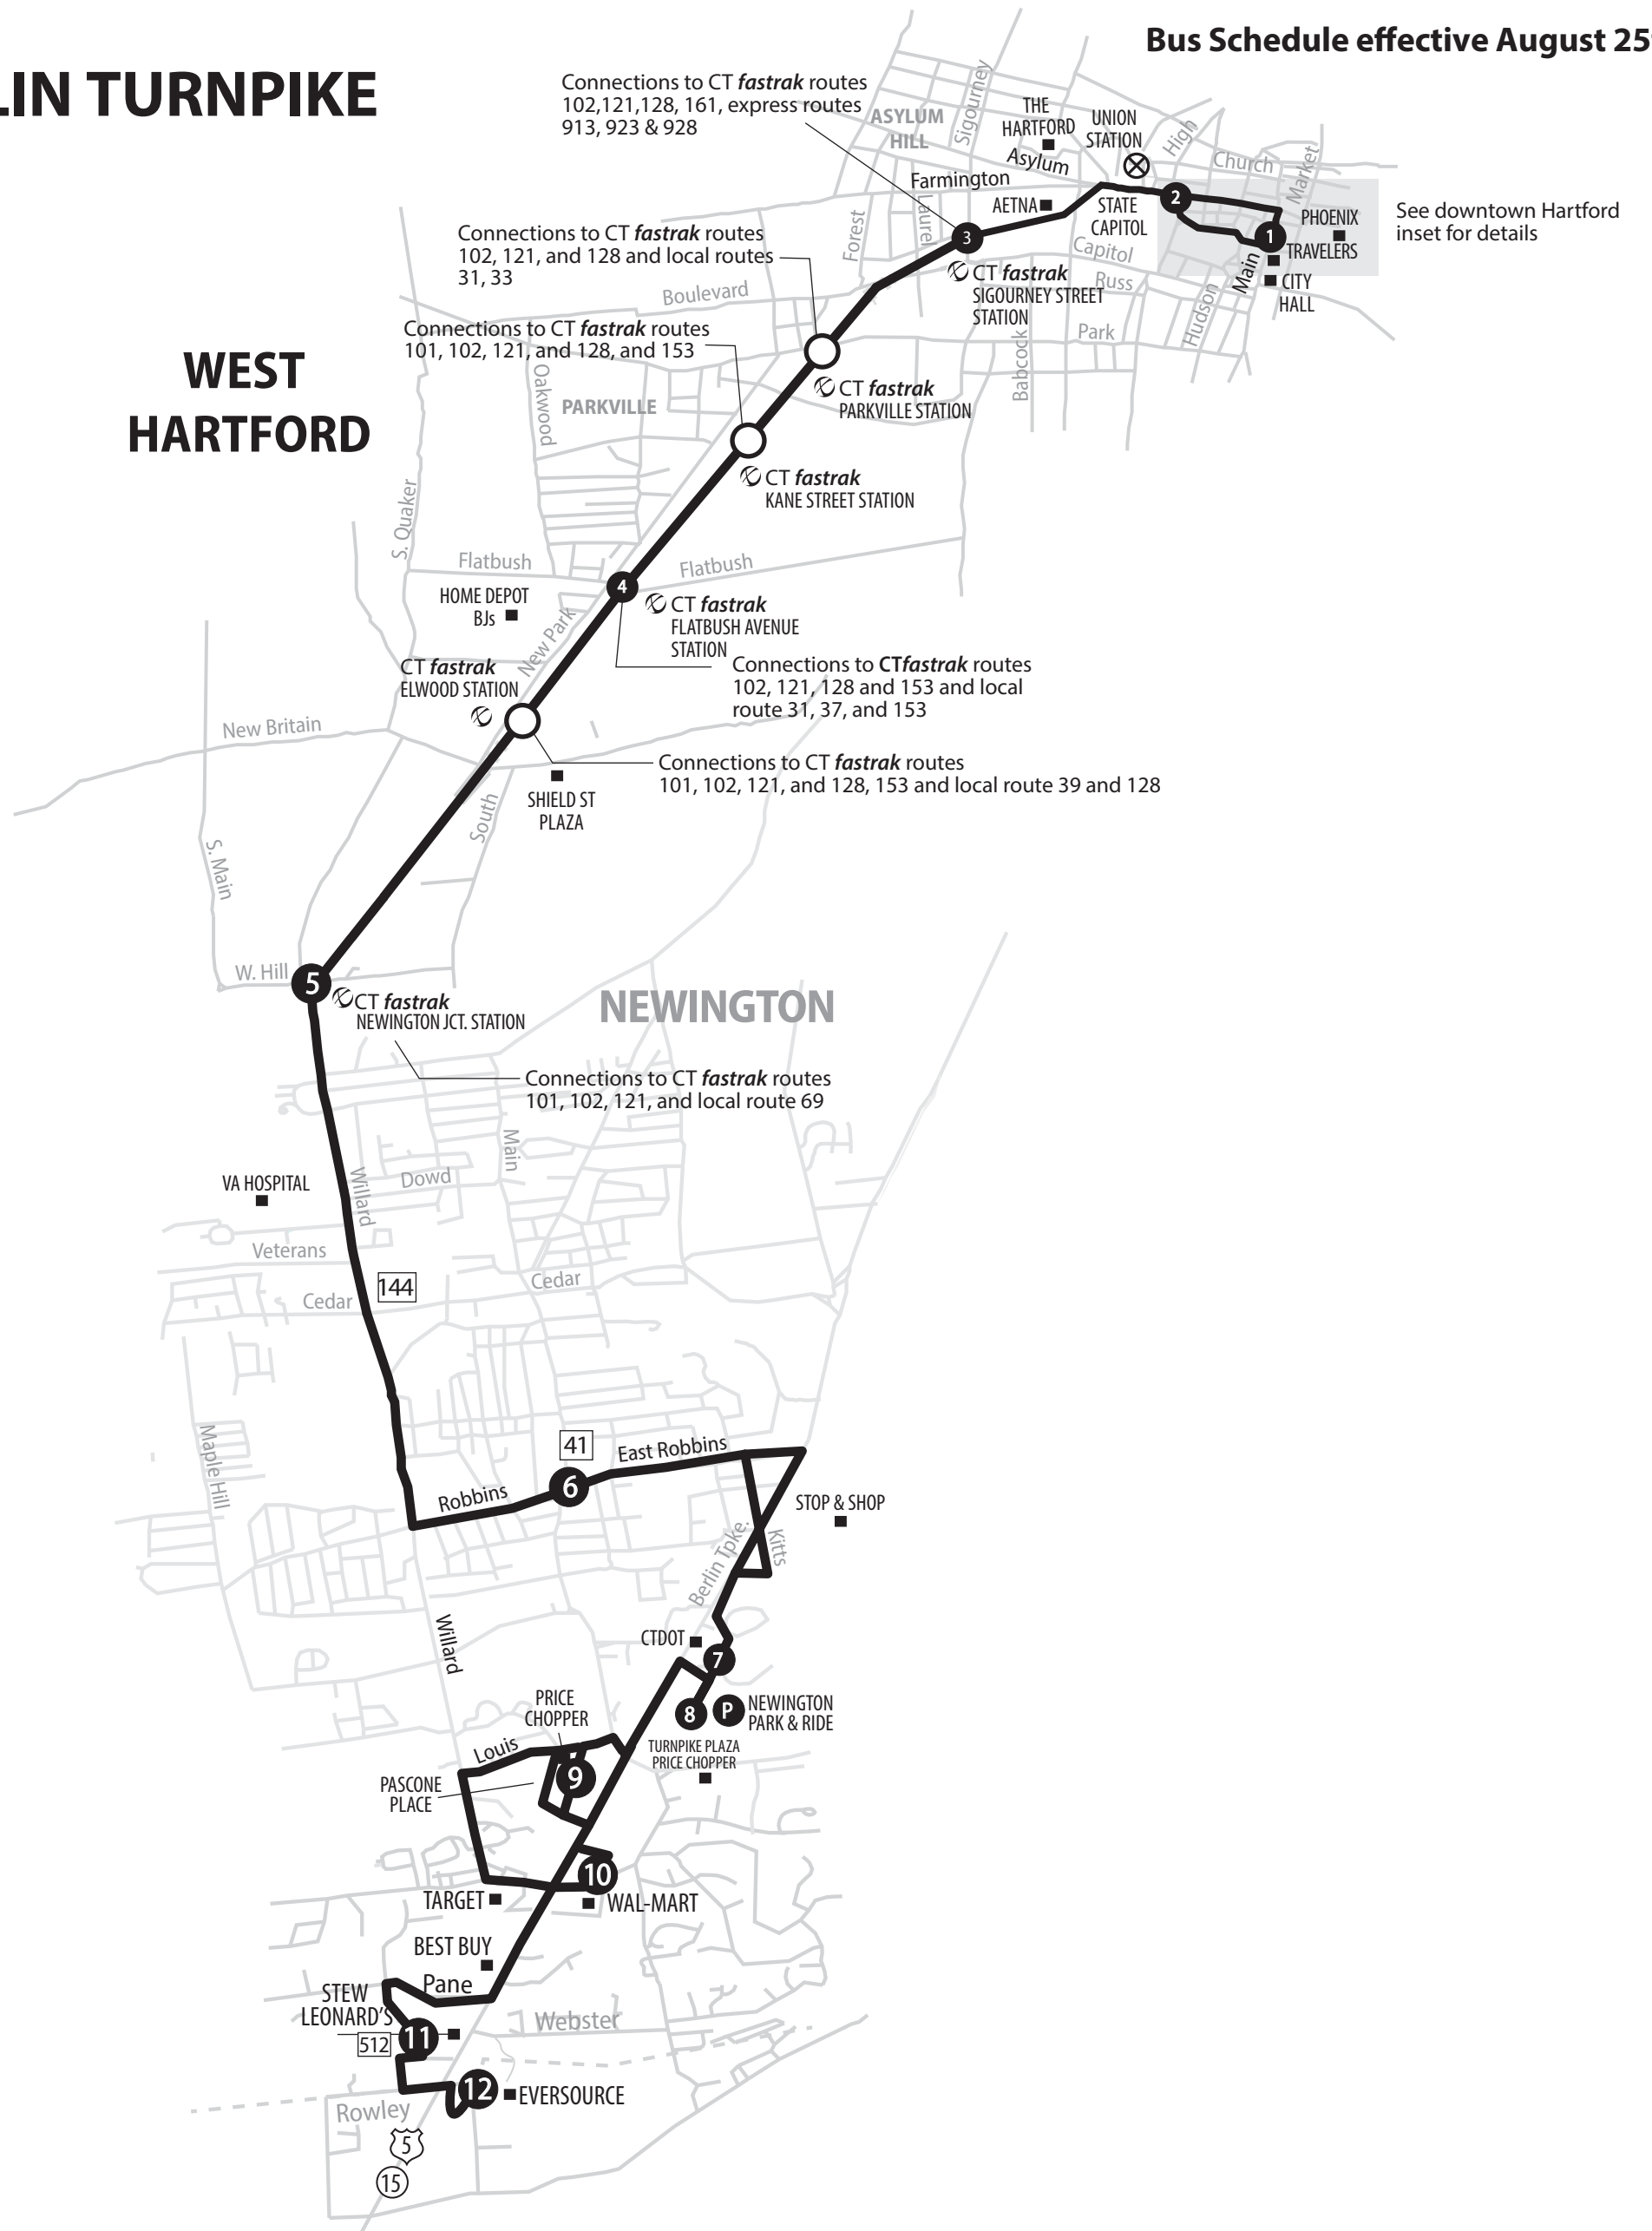 Bus Schedule effective August 25
LIN TURNPIKE
Connections to CT fastrak routes
102,121,128, 161, express routes
913, 923 & 928
ASYLUM
HILL
Sigourney
THE
HARTFORD
UNION
STATION
High
Church
Market
Asylum
Farmington
AETNA
STATE
CAPITOL
2
PHOENIX
1
TRAVELERS
Main
CITY
HALL
See downtown Hartford
inset for details
Forest
Laurel
3
Capitol
Russ
Hudson
Park
Babcock
CT fastrak
SIGOURNEY STREET
STATION
Connections to CT fastrak routes
102, 121, and 128 and local routes
31, 33
Boulevard
Connections to CT fastrak routes
101, 102, 121, and 128, and 153
WEST
HARTFORD
Oakwood
PARKVILLE
CT fastrak
PARKVILLE STATION
CT fastrak
KANE STREET STATION
S. Quaker
Flatbush
Flatbush
4
HOME DEPOT
BJs
New Park
CT fastrak
FLATBUSH AVENUE
STATION
Connections to CTfastrak routes
102, 121, 128 and 153 and local
route 31, 37, and 153
CT fastrak
ELWOOD STATION
New Britain
Connections to CT fastrak routes
101, 102, 121, and 128, 153 and local route 39 and 128
SHIELD ST
PLAZA
South
S. Main
W. Hill
5
CT fastrak
NEWINGTON JCT. STATION
NEWINGTON
Connections to CT fastrak routes
101, 102, 121, and local route 69
Main
VA HOSPITAL
Willard
Dowd
Veterans
144
Cedar
Cedar
Maple Hill
41
East Robbins
6
Robbins
STOP & SHOP
Kitts
Berlin Tpke.
Willard
CTDOT
7
8
P
NEWINGTON
PARK & RIDE
PRICE
CHOPPER
TURNPIKE PLAZA
PRICE CHOPPER
Louis
9
PASCONE
PLACE
10
TARGET
WAL-MART
BEST BUY
Pane
STEW
LEONARD'S
512
11
Webster
12
EVERSOURCE
Rowley
5
15